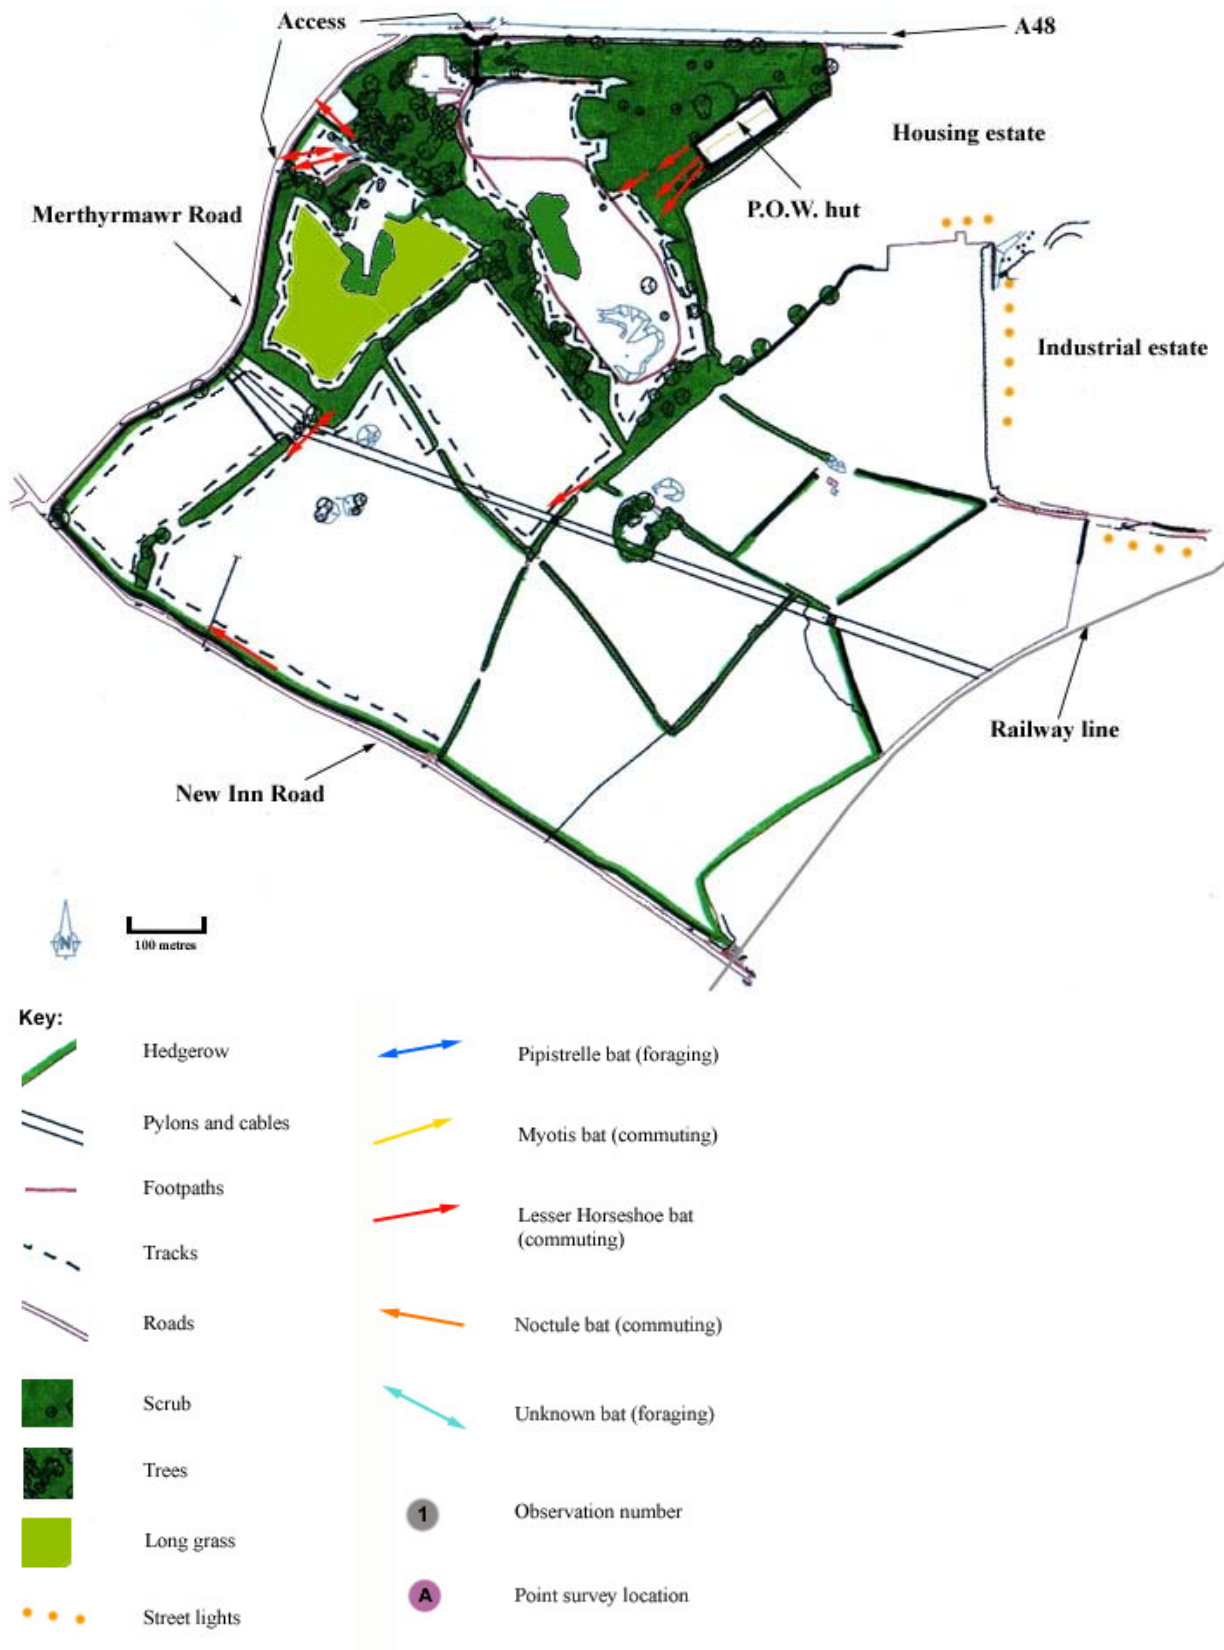 Access
A48
Housing estate
P.O.W. hut
Merthyrmawr Road
Industrial estate
Railway line
New Inn Road
N
100 metres
Key:
Hedgerow
Pylons and cables
Footpaths
Tracks
Roads
Scrub
Trees
Long grass
Street lights
Pipistrelle bat (foraging)
Myotis bat (commuting)
Lesser Horseshoe bat
(commuting)
Noctule bat (commuting)
Unknown bat (foraging)
1 Observation number
A Point survey location